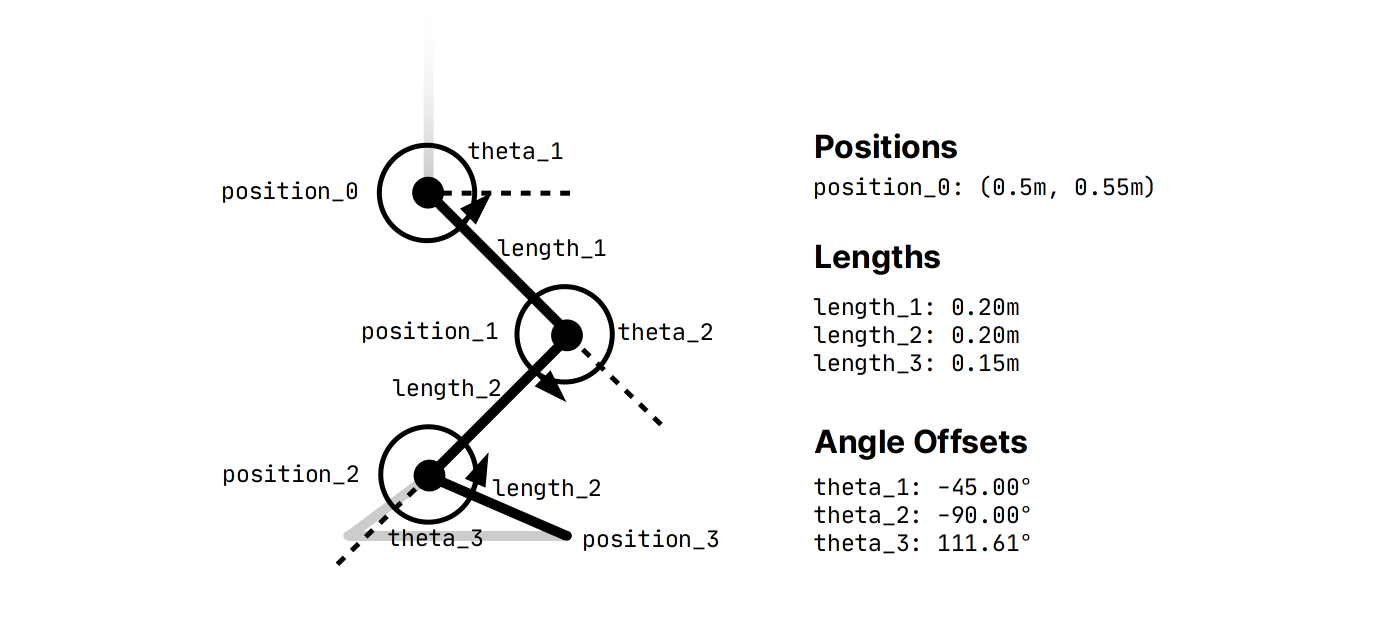 theta_1
position_0
length_1
position_1
theta_2
length_2
position_2
length_2
theta_3
position_3
Positions
position_0: (0.5m, 0.55m)
Lengths
length_1: 0.20m
length_2: 0.20m
length_3: 0.15m
Angle Offsets
theta_1: -45.00°
theta_2: -90.00°
theta_3: 111.61°